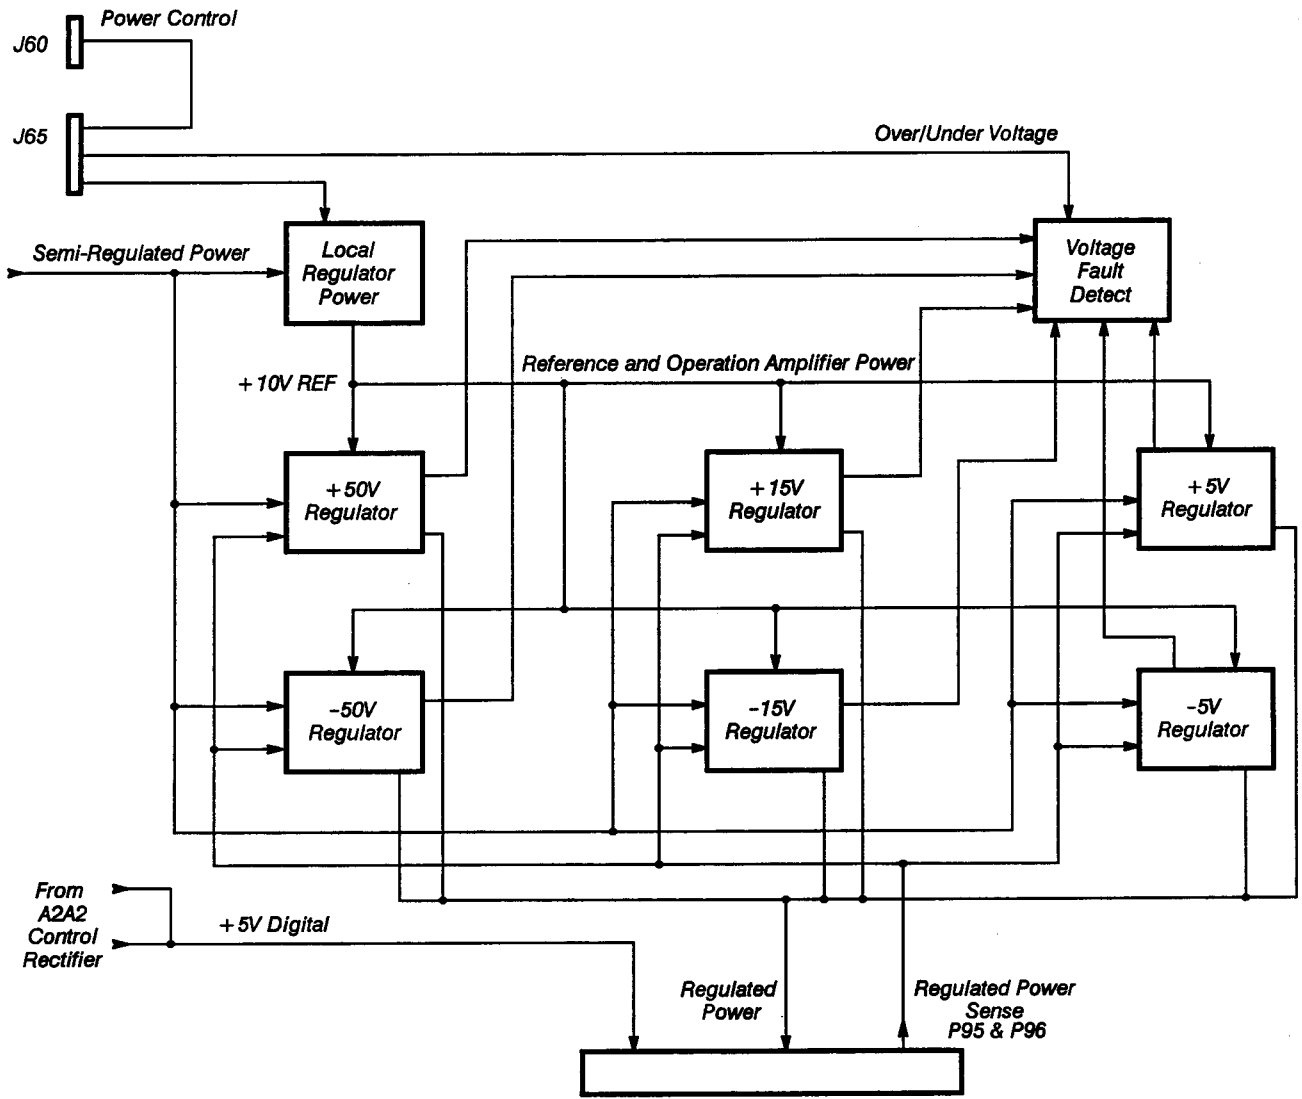 Power Control
J60
J65
Over/Under Voltage
Semi-Regulated Power
Local
Regulator
Power
Voltage
Fault
Detect
Reference and Operation Amplifier Power
+10V REF
+50V
Regulator
+15V
Regulator
+5V
Regulator
-50V
Regulator
-15V
Regulator
-5V
Regulator
From
A2A2
Control
Rectifier
+5V Digital
Regulated
Power
Regulated Power
Sense
P95 & P96